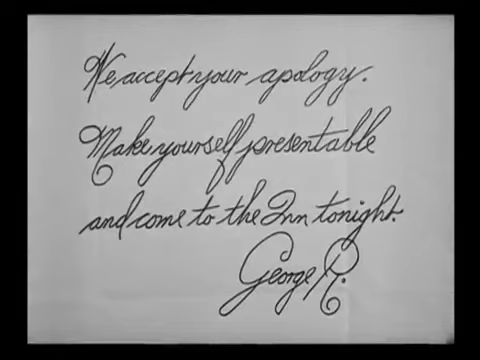 We accept your apology.
Make yourself presentable
and come to the Inn tonight.
George R.